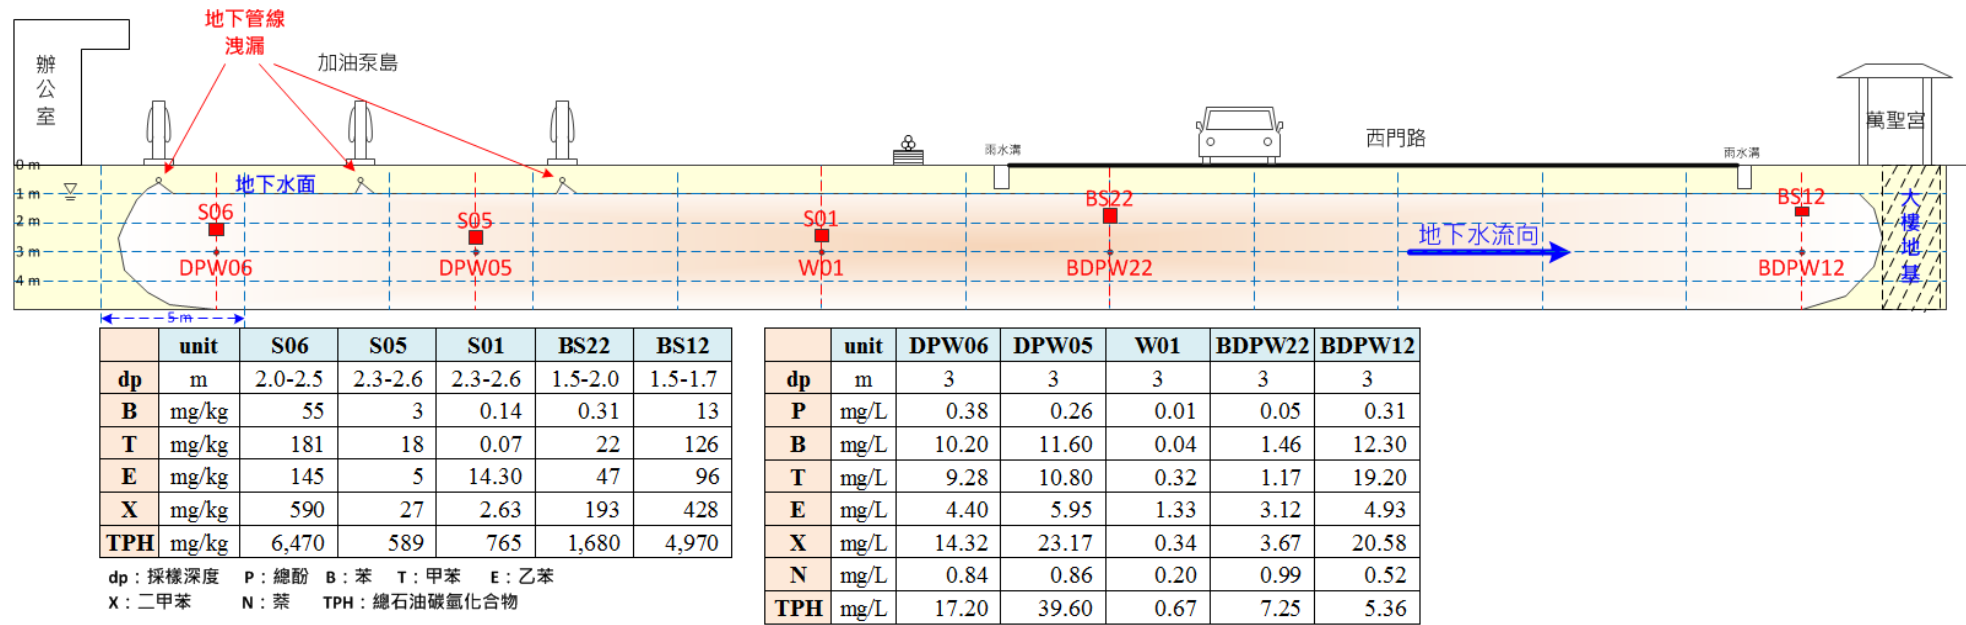 地下管線
洩漏
加油泵島
辦公室
西門路
萬聖宮
雨水溝
雨水溝
0 m
地下水面
1 m
2 m
3 m
4 m
S06
S05
S01
BS22
BS12
地下水流向
大樓地基
DPW06
DPW05
W01
BDPW22
BDPW12
5 m
unit S06 S05 S01 BS22 BS12
dp m 2.0-2.5 2.3-2.6 2.3-2.6 1.5-2.0 1.5-1.7
B mg/kg 55 3 0.14 0.31 13
T mg/kg 181 18 0.07 22 126
E mg/kg 145 5 14.30 47 96
X mg/kg 590 27 2.63 193 428
TPH mg/kg 6,470 589 765 1,680 4,970
dp：採樣深度 P：總酚 B：苯 T：甲苯 E：乙苯
X：二甲苯 N：萘 TPH：總石油碳氫化合物
unit DPW06 DPW05 W01 BDPW22 BDPW12
dp m 3 3 3 3 3
P mg/L 0.38 0.26 0.01 0.05 0.31
B mg/L 10.20 11.60 0.04 1.46 12.30
T mg/L 9.28 10.80 0.32 1.17 19.20
E mg/L 4.40 5.95 1.33 3.12 4.93
X mg/L 14.32 23.17 0.34 3.67 20.58
N mg/L 0.84 0.86 0.20 0.99 0.52
TPH mg/L 17.20 39.60 0.67 7.25 5.36